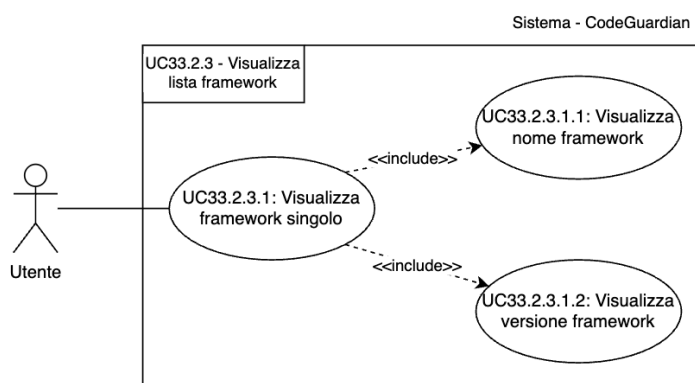 Sistema - CodeGuardian
UC33.2.3 - Visualizza
lista framework
UC33.2.3.1.1: Visualizza
nome framework
<<include>>
UC33.2.3.1: Visualizza
framework singolo
Utente
<<include>>
UC33.2.3.1.2: Visualizza
versione framework